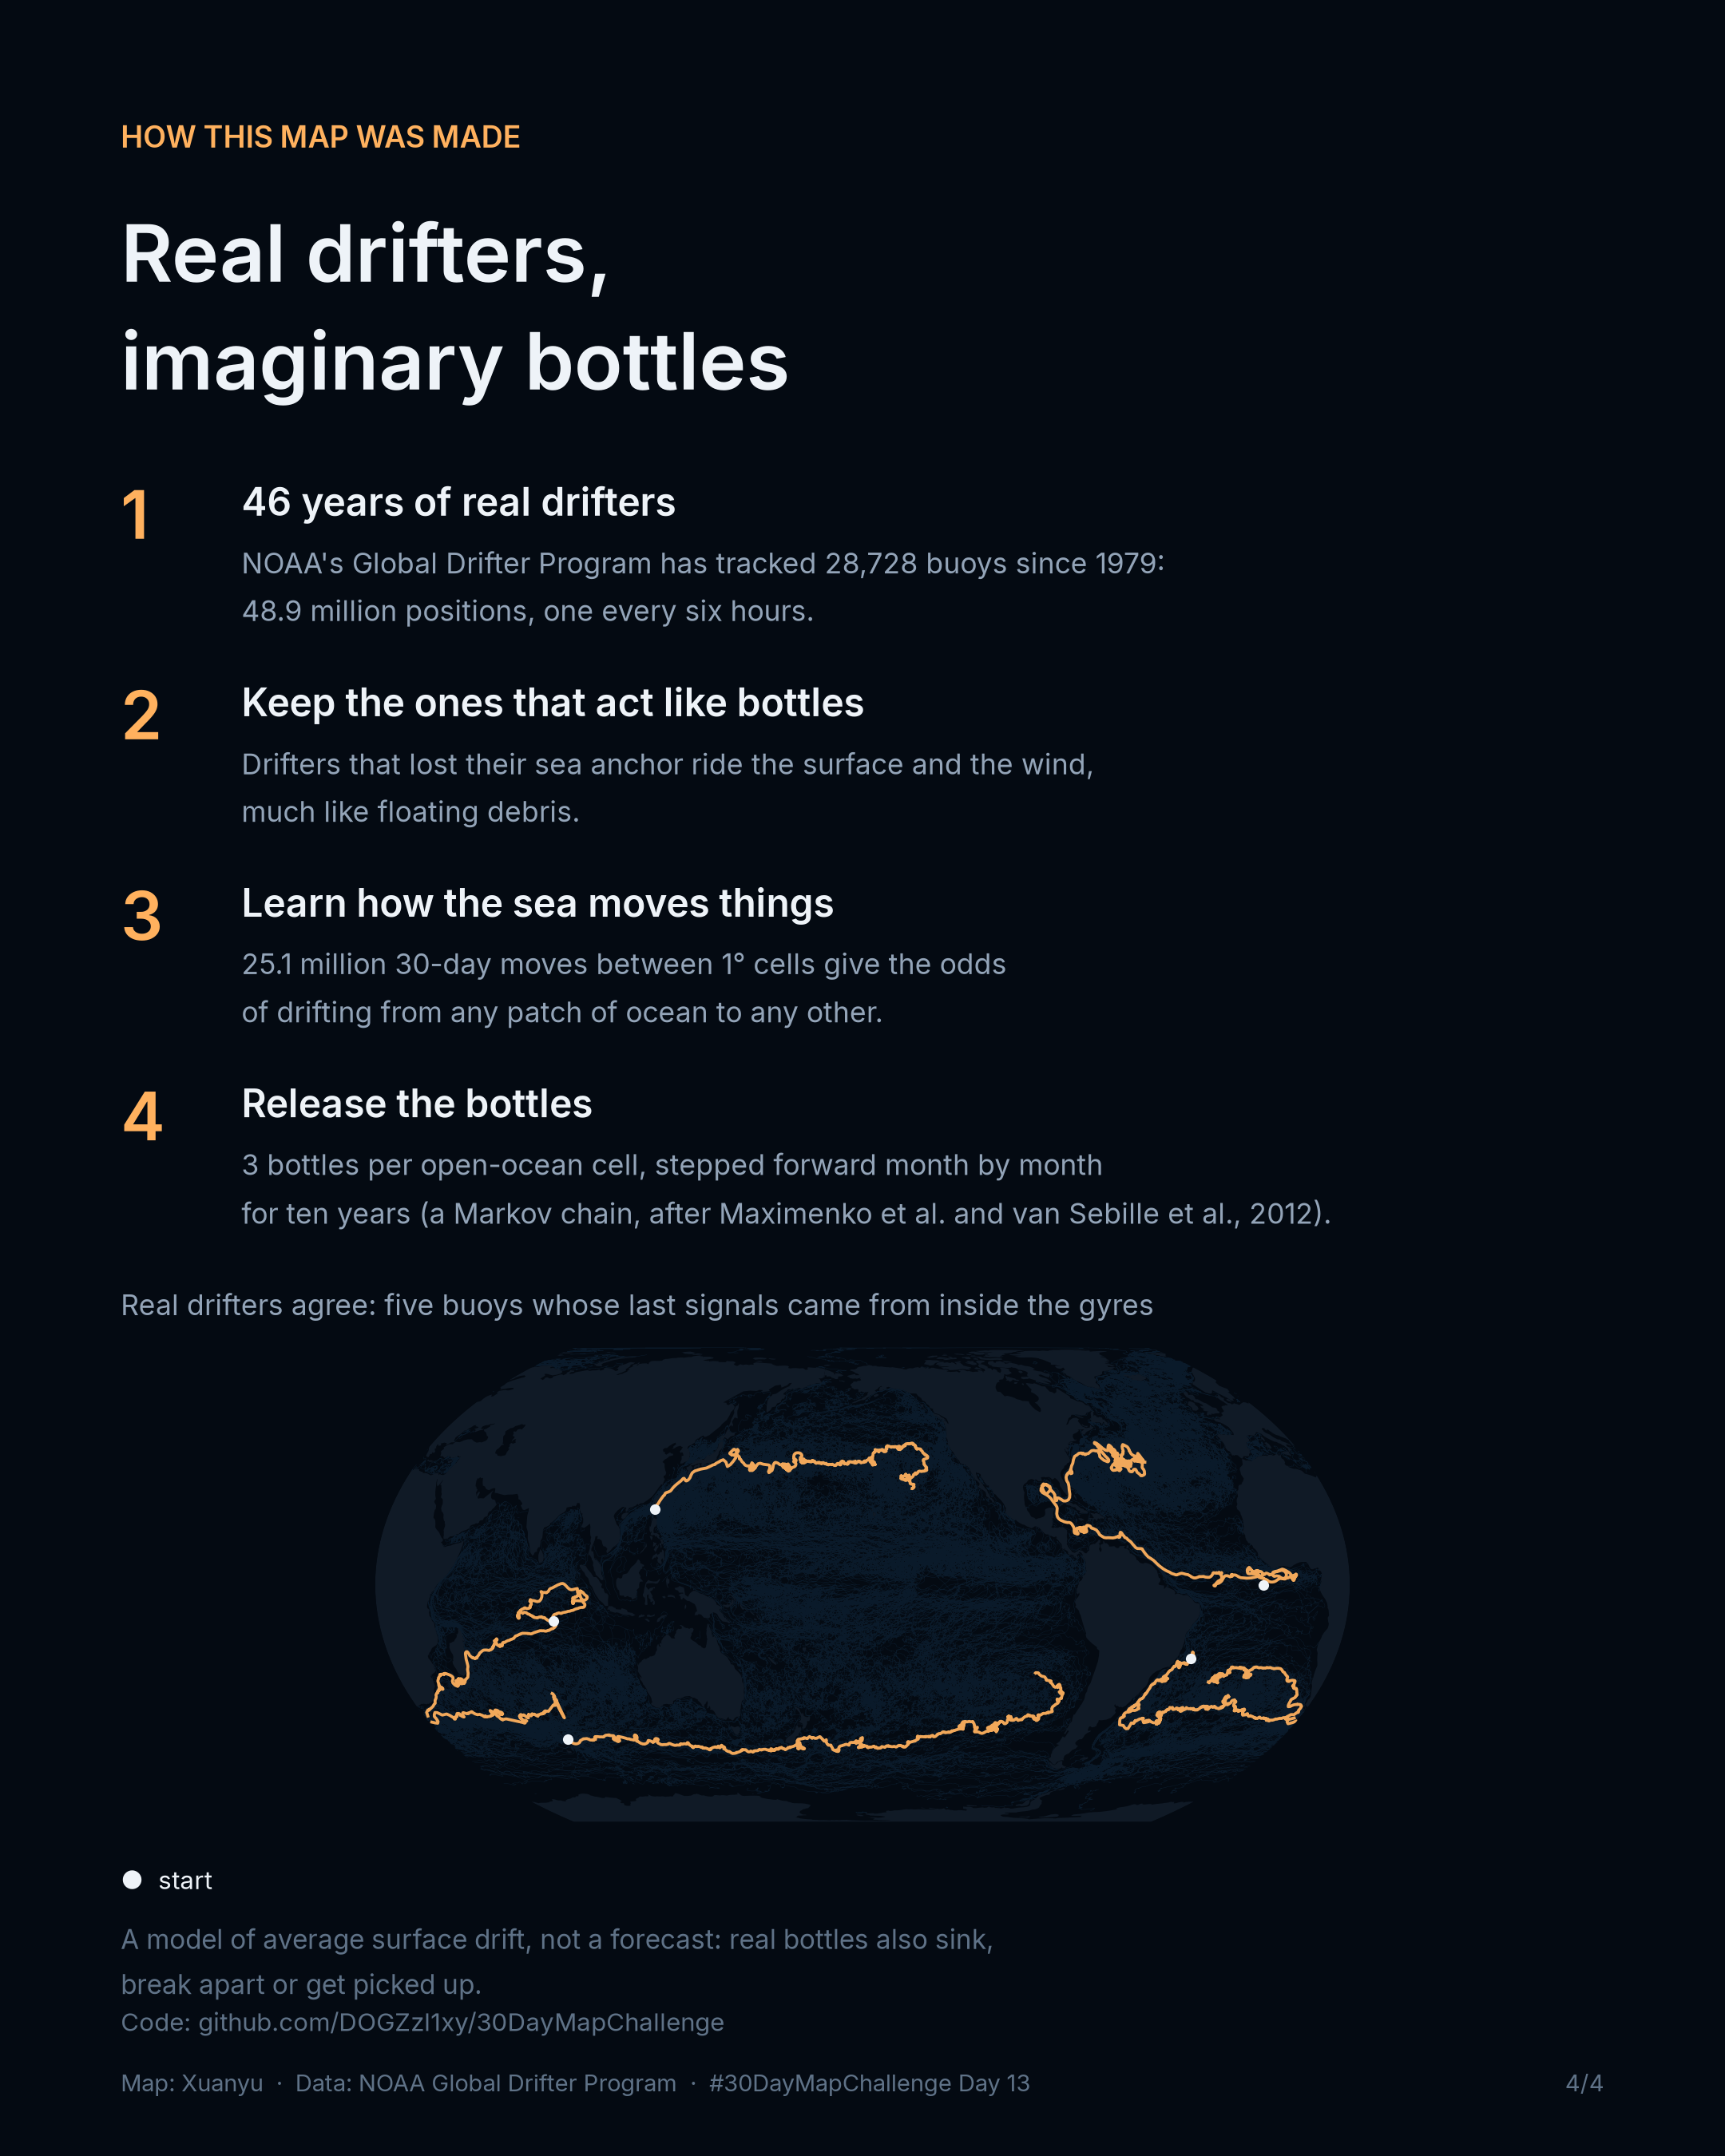 HOW THIS MAP WAS MADE
Real drifters,
imaginary bottles
1
46 years of real drifters
NOAA's Global Drifter Program has tracked 28,728 buoys since 1979:
48.9 million positions, one every six hours.
2
Keep the ones that act like bottles
Drifters that lost their sea anchor ride the surface and the wind,
much like floating debris.
3
Learn how the sea moves things
25.1 million 30-day moves between 1° cells give the odds
of drifting from any patch of ocean to any other.
4
Release the bottles
3 bottles per open-ocean cell, stepped forward month by month
for ten years (a Markov chain, after Maximenko et al. and van Sebille et al., 2012).
Real drifters agree: five buoys whose last signals came from inside the gyres
start
A model of average surface drift, not a forecast: real bottles also sink,
break apart or get picked up.
Code: github.com/DOGZzl1xy/30DayMapChallenge
Map: Xuanyu · Data: NOAA Global Drifter Program · #30DayMapChallenge Day 13
4/4